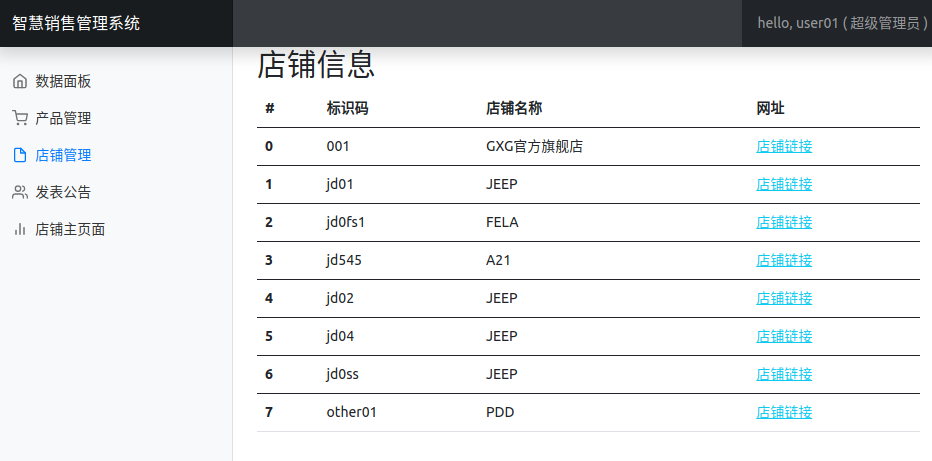 智慧销售管理系统
hello, user01 ( 超级管理员 )
数据面板
产品管理
店铺管理
发表公告
店铺主页面
店铺信息
# 标识码 店铺名称 网址
0 001 GXG官方旗舰店 店铺链接
1 jd01 JEEP 店铺链接
2 jd0fs1 FELA 店铺链接
3 jd545 A21 店铺链接
4 jd02 JEEP 店铺链接
5 jd04 JEEP 店铺链接
6 jd0ss JEEP 店铺链接
7 other01 PDD 店铺链接